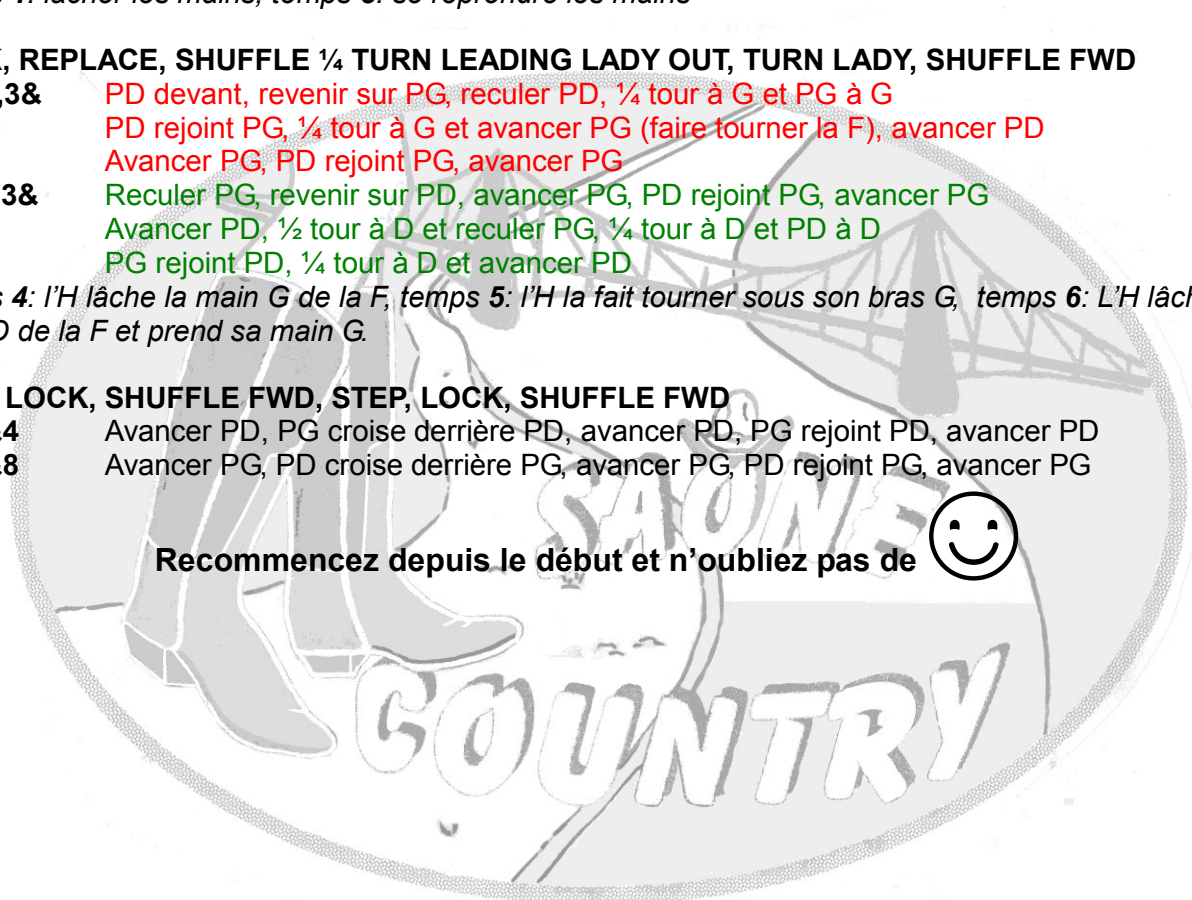 lâcher les mains, temps se reprendre les mains
, REPLACE, SHUFFLE ¼ TURN LEADING LADY OUT, TURN LADY, SHUFFLE FWD
,3& PD devant, revenir sur PG, reculer PD, ¼ tour à G et PG à G
PD rejoint PG, ¼ tour à G et avancer PG (faire tourner la F), avancer PD
Avancer PG, PD rejoint PG, avancer PG
3& Reculer PG, revenir sur PD, avancer PG, PD rejoint PG, avancer PG
Avancer PD, ½ tour à D et reculer PG, ¼ tour à D et PD à D
PG rejoint PD, ¼ tour à D et avancer PD
4: l'H lâche la main G de la F, temps 5: l'H la fait tourner sous son bras G, temps 6: L'H
de la F et prend sa main G.
LOCK, SHUFFLE FWD, STEP, LOCK, SHUFFLE FWD
4 Avancer PD, PG croise derrière PD, avancer PD, PG rejoint PD, avancer PD
&8 Avancer PG, PD croise derrière PG, avancer PG, PD rejoint PG, avancer PG
SAONE
Recommencez depuis le début et n'oubliez pas de
COUNTRY